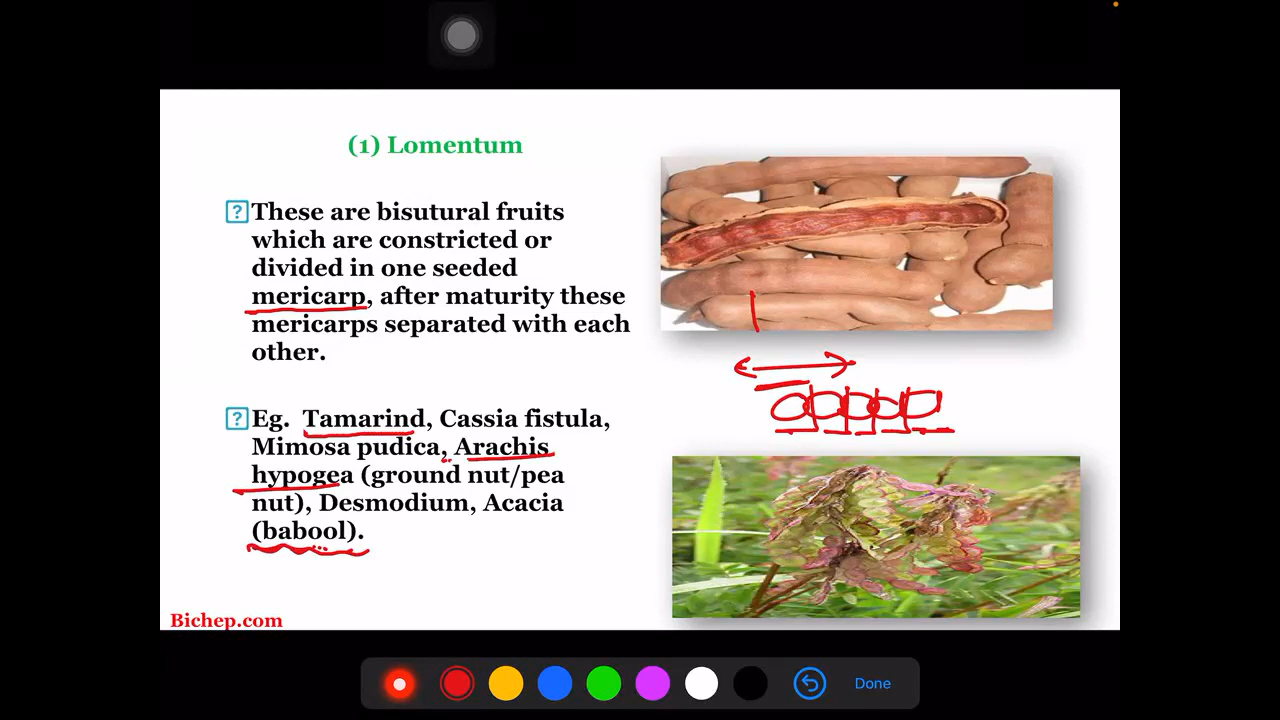 (1) Lomentum
These are bisutural fruits
which are constricted or
divided in one seeded
mericarp, after maturity these
mericarps separated with each
other.
Eg. Tamarind, Cassia fistula,
Mimosa pudica, Arachis
hypogea (ground nut/pea
nut), Desmodium, Acacia
(babool).
Bichep.com
Done